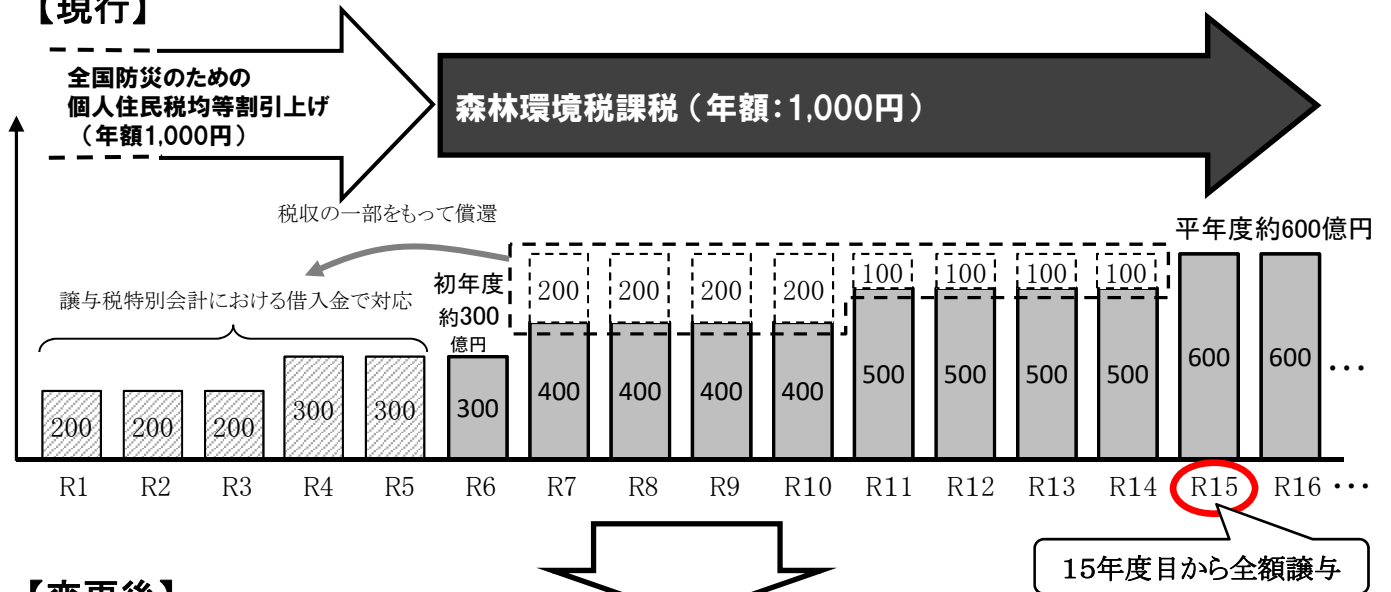 【現行】
全国防災のための
個人住民税均等割引上げ
（年額1,000円）
森林環境税課税（年額：1,000円）
税収の一部をもって償還
平年度約600億円
譲与税特別会計における借入金で対応
初年度
約300
億円
200 200 200 300 300 300
200 200 200 200 100 100 100 100
400 400 400 400 500 500 500 500 600 600 …
R1 R2 R3 R4 R5 R6 R7 R8 R9 R10 R11 R12 R13 R14 R15 R16 …
15年度目から全額譲与
【変更後】